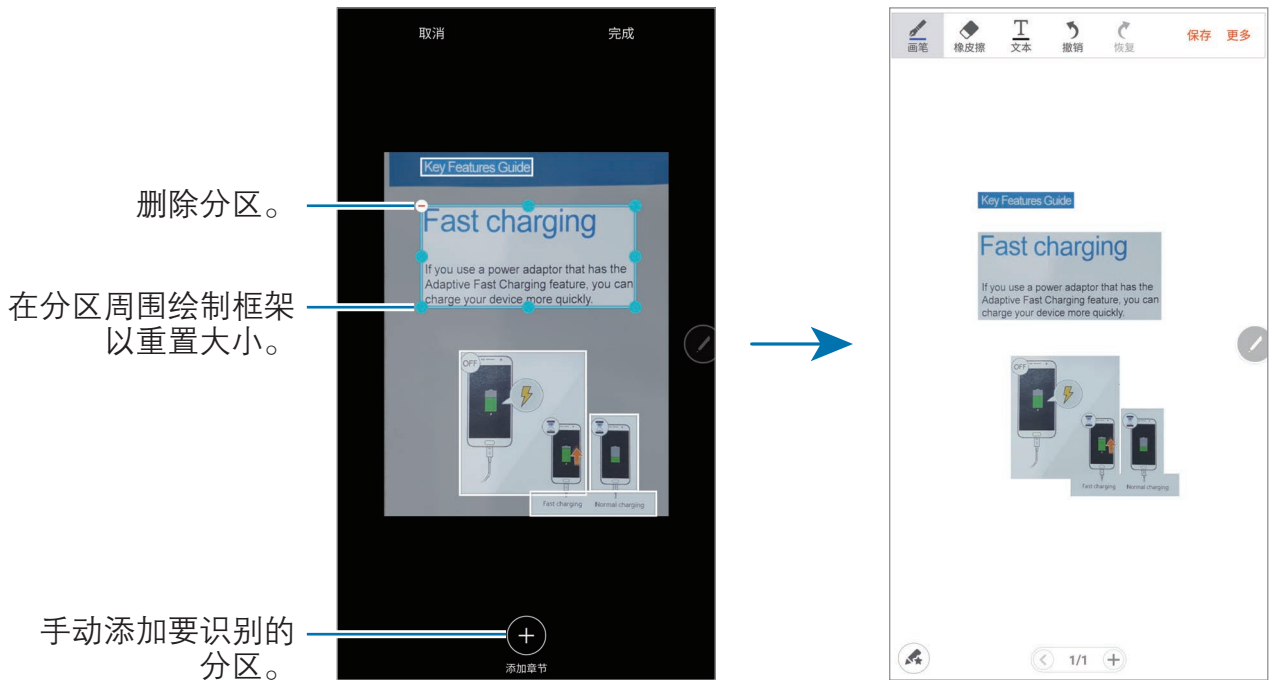 取消
完成
Key Features Guide
删除分区。
Fast charging
If you use a power adaptor that has the
Adaptive Fast Charging feature, you can
charge your device more quickly.
在分区周围绘制框架
以重置大小。
OFF
Fast charging
Normal charging
手动添加要识别的
分区。
添加章节
画笔
橡皮擦
T
文本
撤销
恢复
保存
更多
Key Features Guide
Fast charging
If you use a power adaptor that has the
Adaptive Fast Charging feature, you can
charge your device more quickly.
OFF
Fast charging
Normal charging
1/1